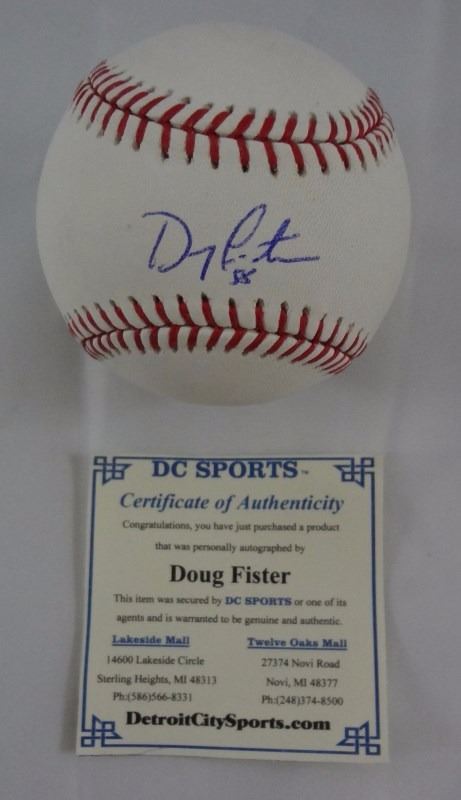 Doug Fister
58
DC SPORTS™
Certificate of Authenticity
Congratulations, you have just purchased a product
that was personally autographed by
Doug Fister
This item was secured by DC SPORTS or one of its
agents and is warranted to be genuine and authentic.
Lakeside Mall
14600 Lakeside Circle
Sterling Heights, MI 48313
Ph:(586)566-8331
Twelve Oaks Mall
27374 Novi Road
Novi, MI 48377
Ph:(248)374-8500
DetroitCitySports.com